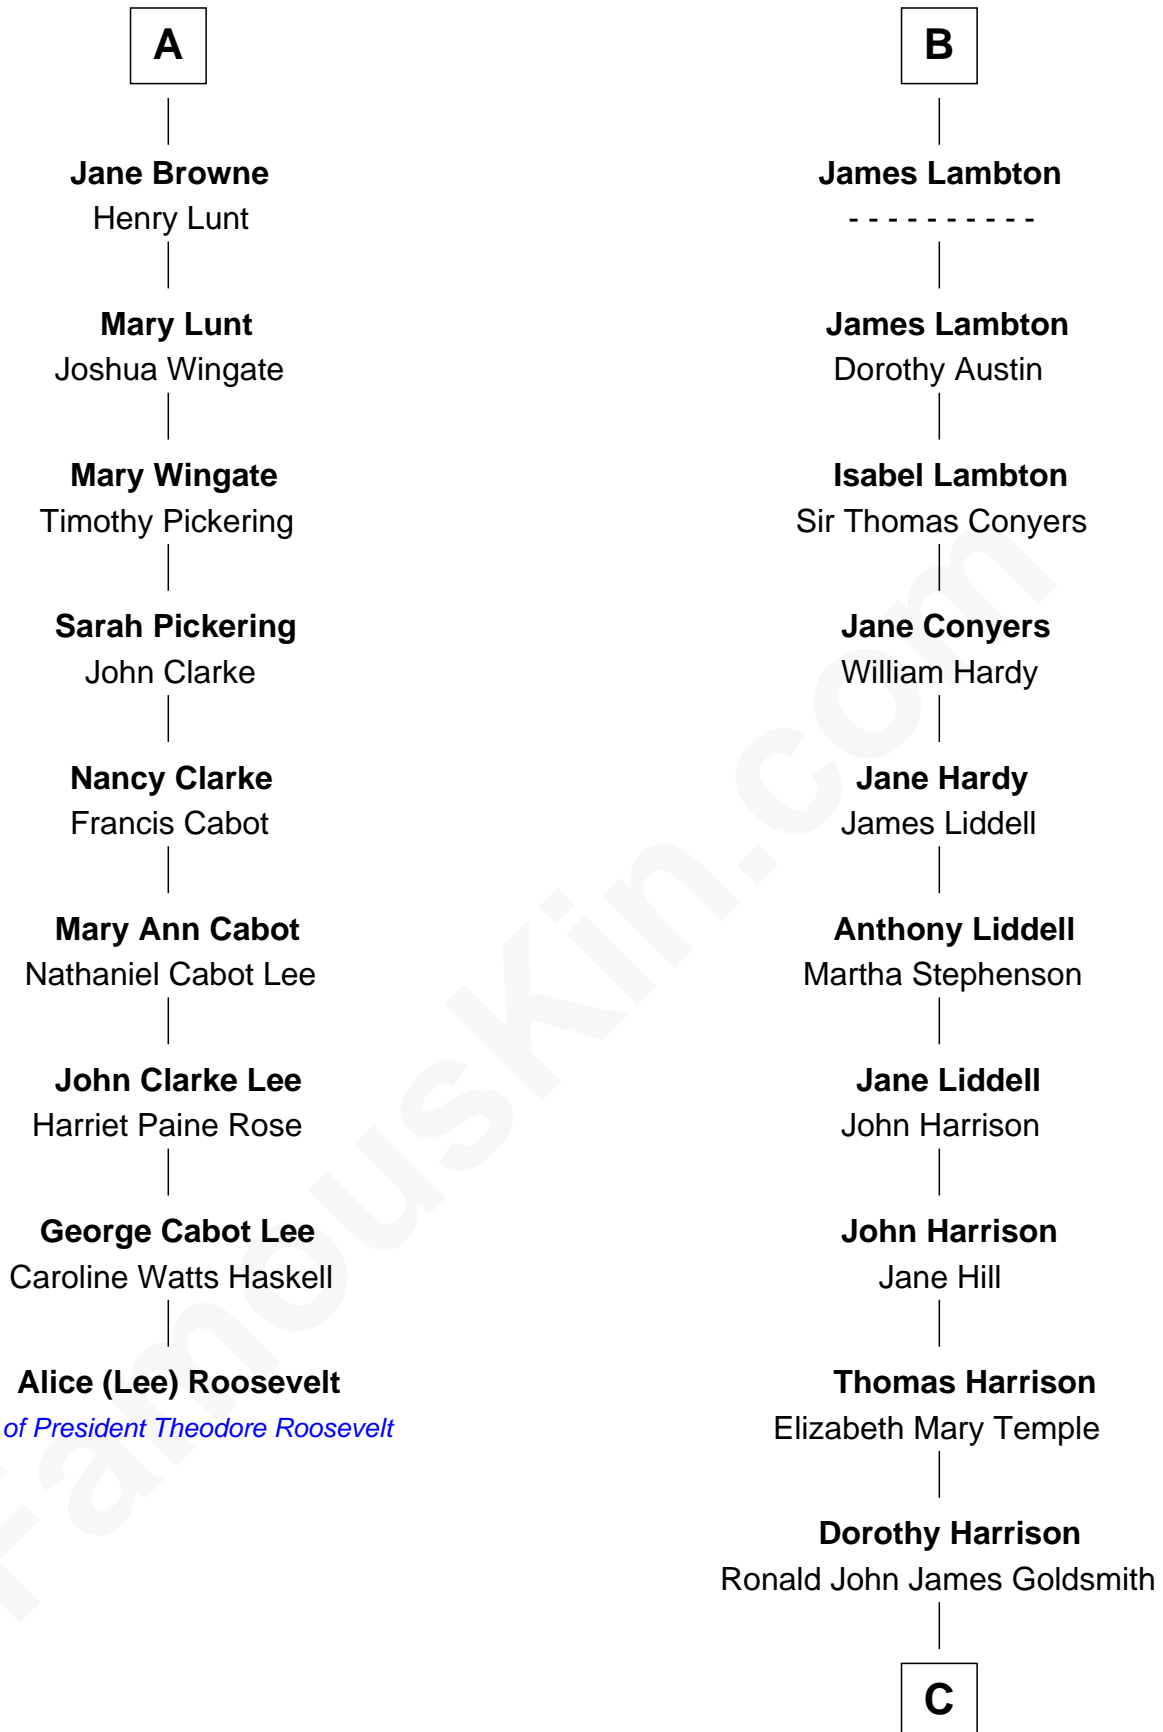 A
Jane Browne
Henry Lunt
Mary Lunt
Joshua Wingate
Mary Wingate
Timothy Pickering
Sarah Pickering
John Clarke
Nancy Clarke
Francis Cabot
Mary Ann Cabot
Nathaniel Cabot Lee
John Clarke Lee
Harriet Paine Rose
George Cabot Lee
Caroline Watts Haskell
Alice (Lee) Roosevelt
of President Theodore Roosevelt
B
James Lambton
- - - - - - - - - -
James Lambton
Dorothy Austin
Isabel Lambton
Sir Thomas Conyers
Jane Conyers
William Hardy
Jane Hardy
James Liddell
Anthony Liddell
Martha Stephenson
Jane Liddell
John Harrison
John Harrison
Jane Hill
Thomas Harrison
Elizabeth Mary Temple
Dorothy Harrison
Ronald John James Goldsmith
C
FamousKin.com